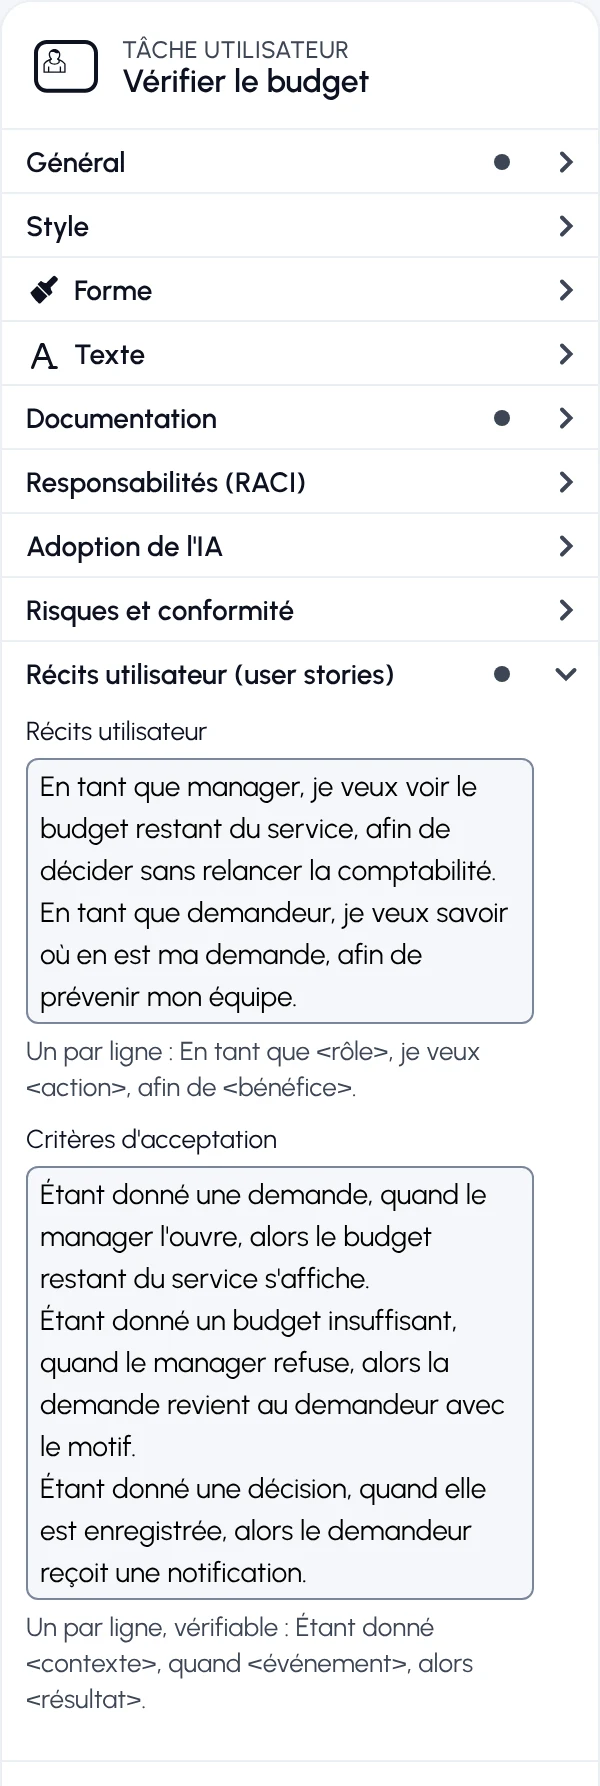 TÂCHE UTILISATEUR
Vérifier le budget
Général
Style
Forme
Texte
Documentation
Responsabilités (RACI)
Adoption de l'IA
Risques et conformité
Récits utilisateur (user stories)
Récits utilisateur
En tant que manager, je veux voir le
budget restant du service, afin de
décider sans relancer la comptabilité.
En tant que demandeur, je veux savoir
où en est ma demande, afin de
prévenir mon équipe.
Un par ligne : En tant que <rôle>, je veux
<action>, afin de <bénéfice>.
Critères d'acceptation
Étant donné une demande, quand le
manager l'ouvre, alors le budget
restant du service s'affiche.
Étant donné un budget insuffisant,
quand le manager refuse, alors la
demande revient au demandeur avec
le motif.
Étant donné une décision, quand elle
est enregistrée, alors le demandeur
reçoit une notification.
Un par ligne, vérifiable : Étant donné
<contexte>, quand <événement>, alors
<résultat>.